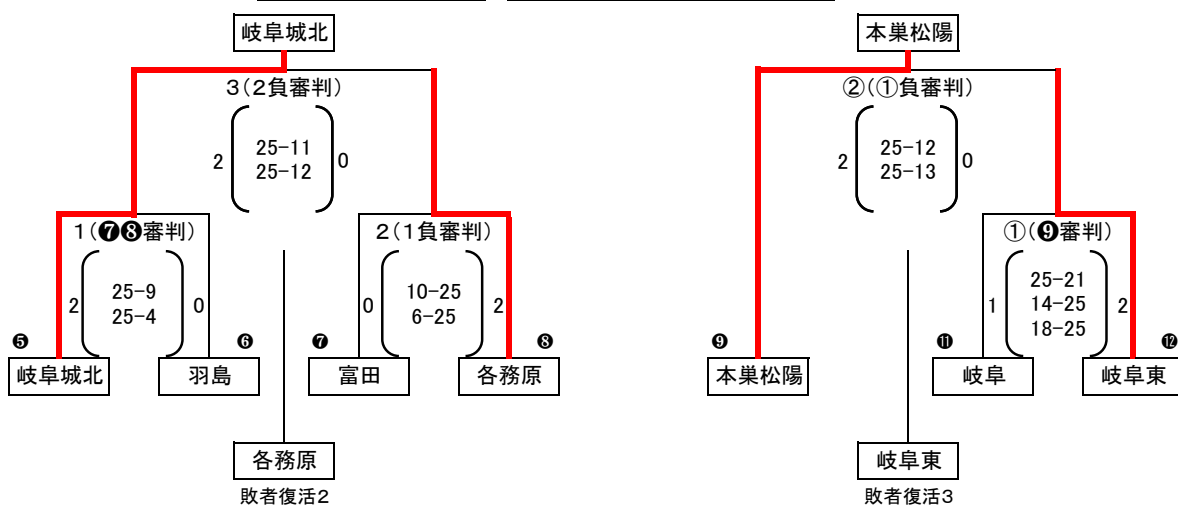 岐阜城北
3(2負審判)
2 25-11 0
25-12
1(❼❽審判)
2(1負審判)
2 25-9 0
25-4
0 10-25 2
6-25
❺ ❻ ❼ ❽
岐阜城北 羽島 富田 各務原
各務原
敗者復活2
本巣松陽
②(①負審判)
2 25-12 0
25-13
①(❾審判)
25-21
1 14-25 2
18-25
❾ ⓫ ⓬
本巣松陽 岐阜 岐阜東
岐阜東
敗者復活3